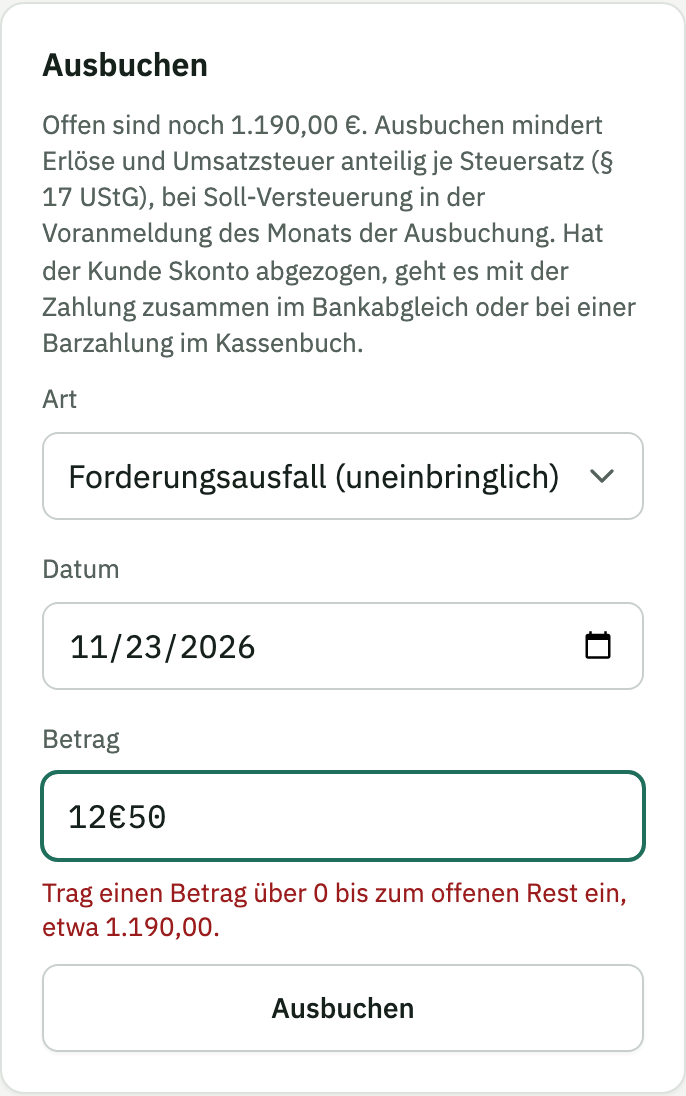 Ausbuchen
Offen sind noch 1.190,00 €. Ausbuchen mindert
Erlöse und Umsatzsteuer anteilig je Steuersatz (§
17 UStG), bei Soll-Versteuerung in der
Voranmeldung des Monats der Ausbuchung. Hat
der Kunde Skonto abgezogen, geht es mit der
Zahlung zusammen im Bankabgleich oder bei einer
Barzahlung im Kassenbuch.
Art
Forderungsausfall (uneinbringlich)
Datum
11/23/2026
Betrag
12€50
Trag einen Betrag über 0 bis zum offenen Rest ein,
etwa 1.190,00.
Ausbuchen